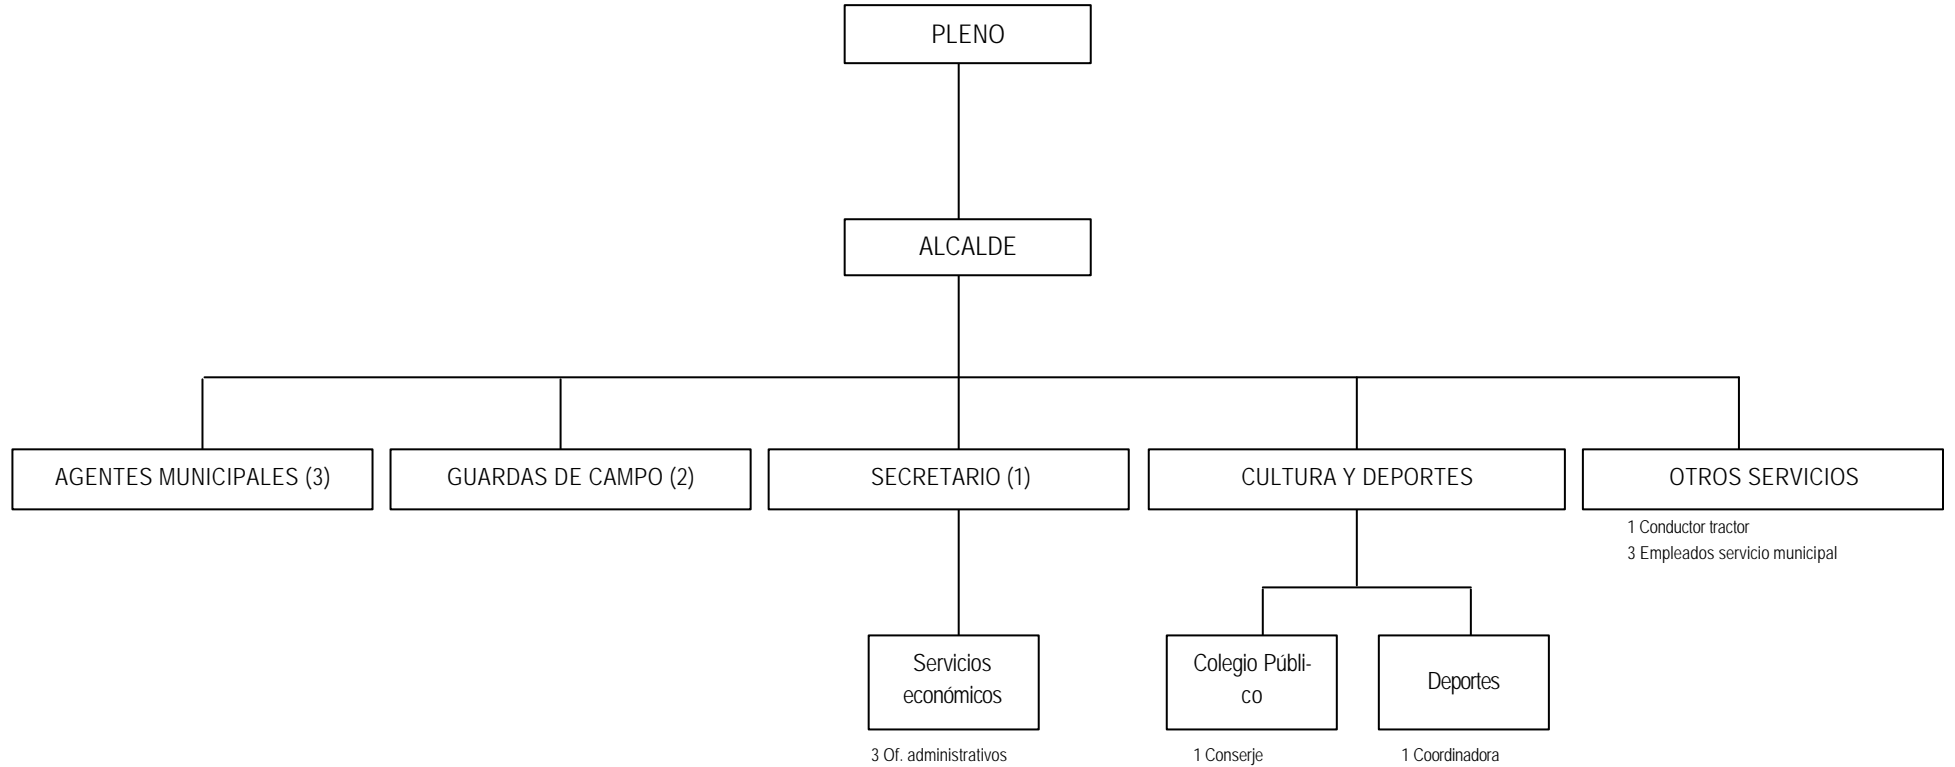 PLENO
ALCALDE
AGENTES MUNICIPALES (3)
GUARDAS DE CAMPO (2)
SECRETARIO (1)
CULTURA Y DEPORTES
OTROS SERVICIOS
1 Conductor tractor
3 Empleados servicio municipal
Servicios
económicos
3 Of. administrativos
Colegio Públi-
co
1 Conserje
Deportes
1 Coordinadora